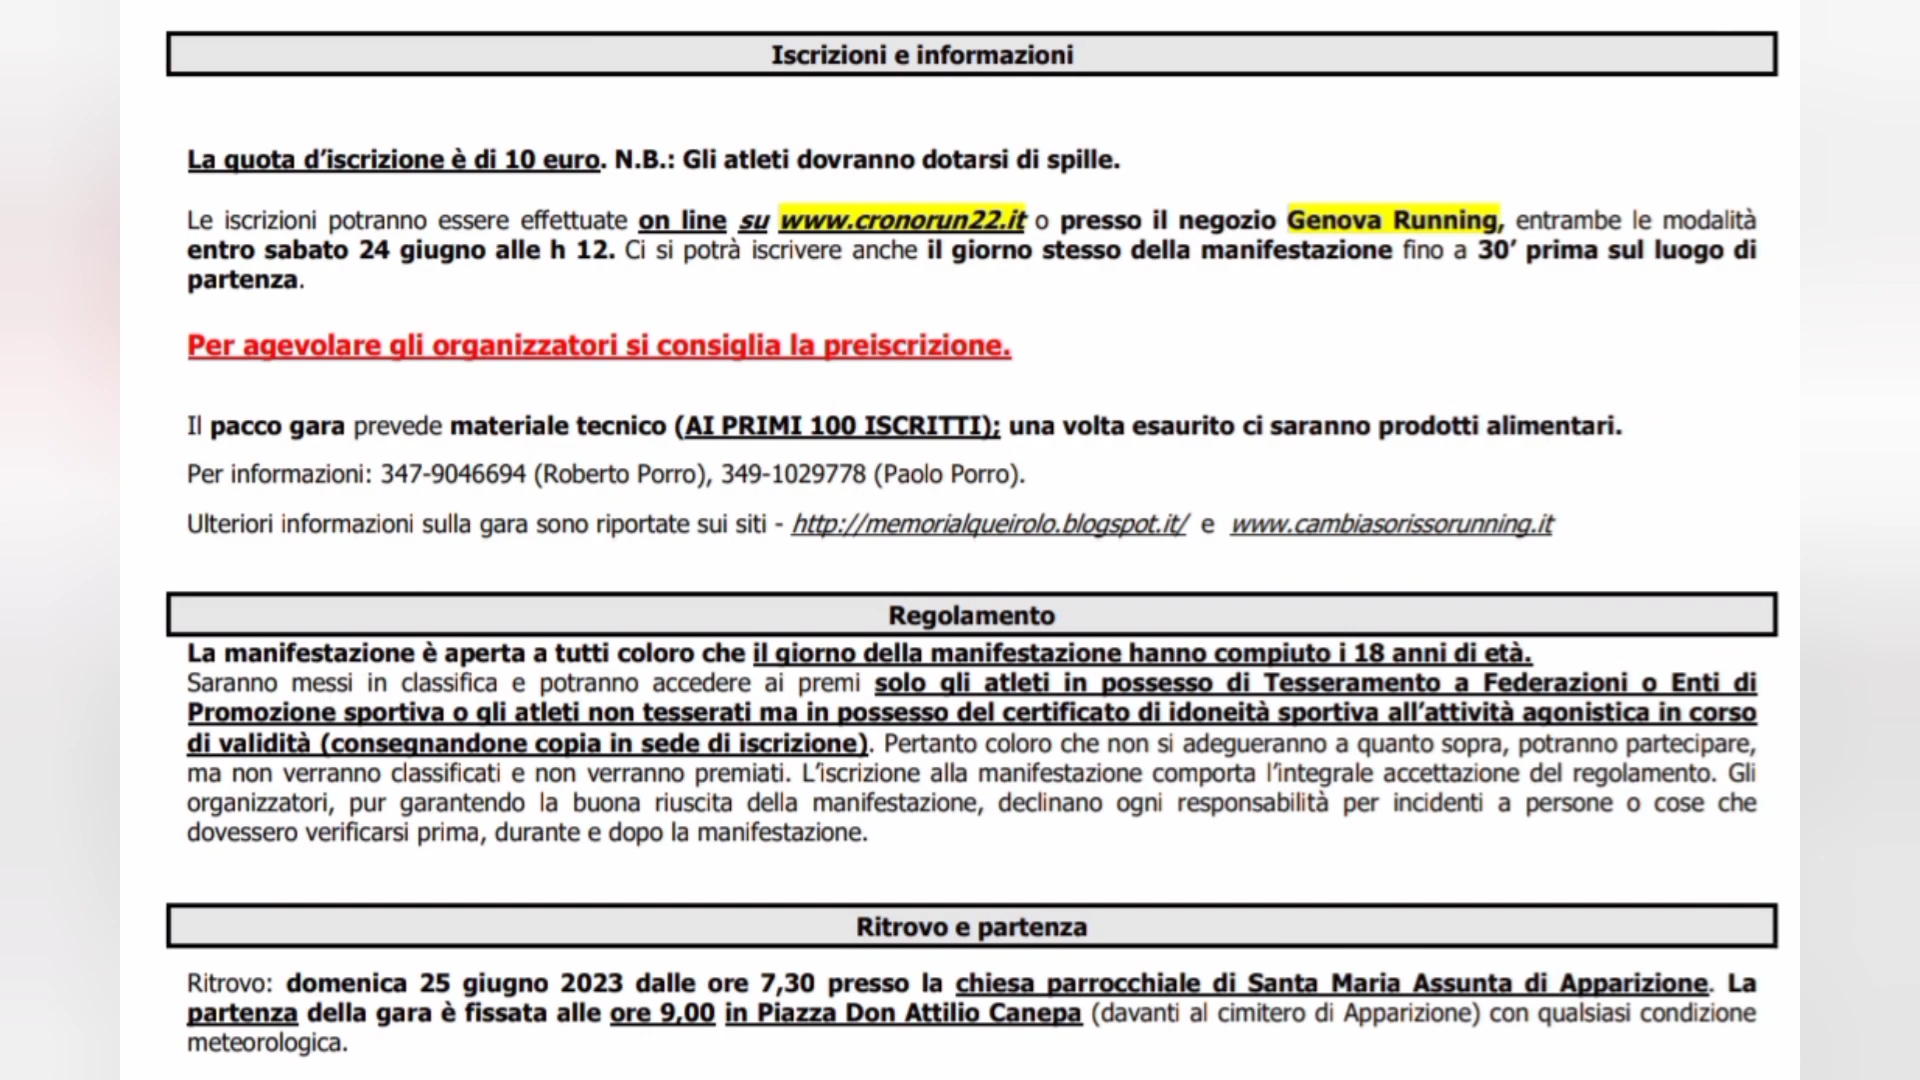 Iscrizioni e informazioni
La quota d’iscrizione è di 10 euro. N.B.: Gli atleti dovranno dotarsi di spille.
Le iscrizioni potranno essere effettuate on line su www.cronorun22.it o presso il negozio Genova Running, entrambe le modalità
entro sabato 24 giugno alle h 12. Ci si potrà iscrivere anche il giorno stesso della manifestazione fino a 30’ prima sul luogo di
partenza.
Per agevolare gli organizzatori si consiglia la preiscrizione.
Il pacco gara prevede materiale tecnico (AI PRIMI 100 ISCRITTI); una volta esaurito ci saranno prodotti alimentari.
Per informazioni: 347-9046694 (Roberto Porro), 349-1029778 (Paolo Porro).
Ulteriori informazioni sulla gara sono riportate sui siti - http://memorialqueirolo.blogspot.it/ e www.cambiasorissorunning.it
Regolamento
La manifestazione è aperta a tutti coloro che il giorno della manifestazione hanno compiuto i 18 anni di età.
Saranno messi in classifica e potranno accedere ai premi solo gli atleti in possesso di Tesseramento a Federazioni o Enti di
Promozione sportiva o gli atleti non tesserati ma in possesso del certificato di idoneità sportiva all’attività agonistica in corso
di validità (consegnandone copia in sede di iscrizione). Pertanto coloro che non si adegueranno a quanto sopra, potranno partecipare,
ma non verranno classificati e non verranno premiati. L’iscrizione alla manifestazione comporta l’integrale accettazione del regolamento. Gli
organizzatori, pur garantendo la buona riuscita della manifestazione, declinano ogni responsabilità per incidenti a persone o cose che
dovessero verificarsi prima, durante e dopo la manifestazione.
Ritrovo e partenza
Ritrovo: domenica 25 giugno 2023 dalle ore 7,30 presso la chiesa parrocchiale di Santa Maria Assunta di Apparizione. La
partenza della gara è fissata alle ore 9,00 in Piazza Don Attilio Canepa (davanti al cimitero di Apparizione) con qualsiasi condizione
meteorologica.